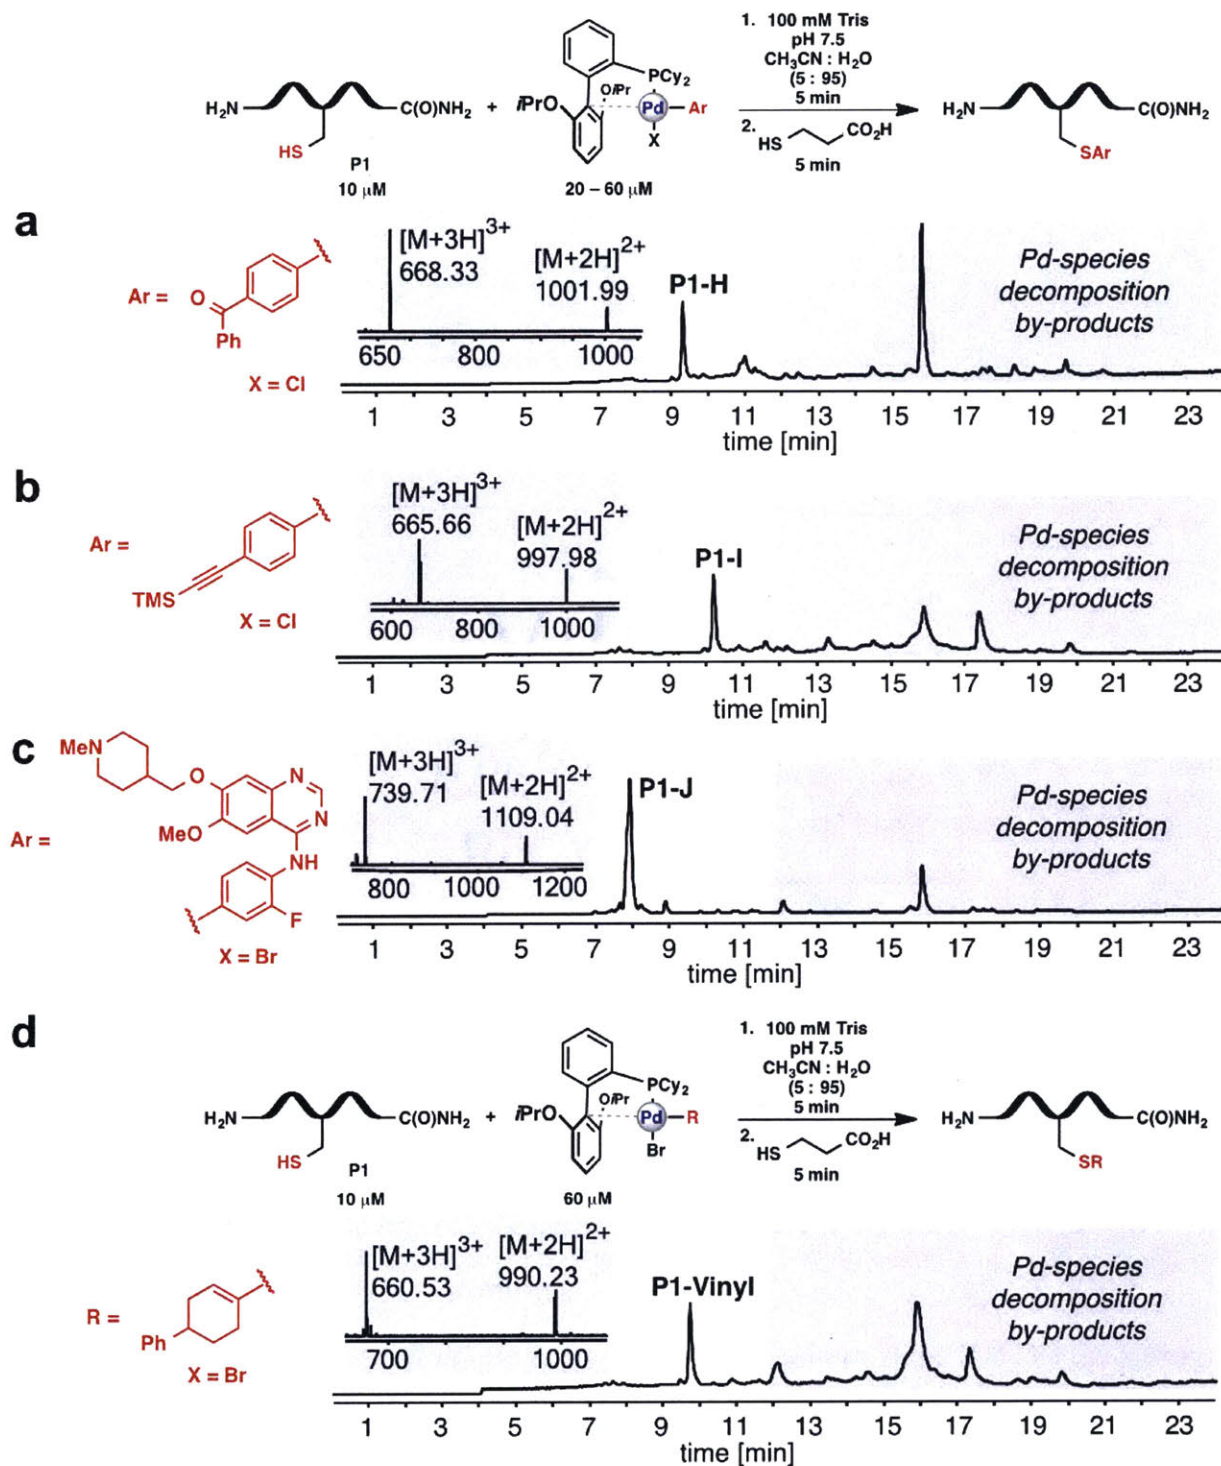 1. 100 mM Tris
pH 7.5
CH₃CN : H₂O
(5 : 95)
5 min
2. HS CO₂H
5 min
H₂N C(O)NH₂
HS
P1
10 µM
+
PCy₂
OiPr
iPrO
Pd Ar
X
20 – 60 µM
H₂N C(O)NH₂
SAr
a
Ar =
O
Ph
X = Cl
[M+3H]³⁺
668.33
[M+2H]²⁺
1001.99
650 800 1000
P1-H
Pd-species
decomposition
by-products
1 3 5 7 9 11 13 15 17 19 21 23
time [min]
b
Ar =
TMS
X = Cl
[M+3H]³⁺
665.66
[M+2H]²⁺
997.98
600 800 1000
P1-I
Pd-species
decomposition
by-products
1 3 5 7 9 11 13 15 17 19 21 23
time [min]
c
MeN
O
N
N
MeO
NH
F
Ar =
X = Br
[M+3H]³⁺
739.71
[M+2H]²⁺
1109.04
800 1000 1200
P1-J
Pd-species
decomposition
by-products
1 3 5 7 9 11 13 15 17 19 21 23
time [min]
d
1. 100 mM Tris
pH 7.5
CH₃CN : H₂O
(5 : 95)
5 min
2. HS CO₂H
5 min
H₂N C(O)NH₂
HS
P1
10 µM
+
PCy₂
OiPr
iPrO
Pd R
Br
60 µM
H₂N C(O)NH₂
SR
R =
Ph
X = Br
[M+3H]³⁺
660.53
[M+2H]²⁺
990.23
700 1000
P1-Vinyl
Pd-species
decomposition
by-products
1 3 5 7 9 11 13 15 17 19 21 23
time [min]